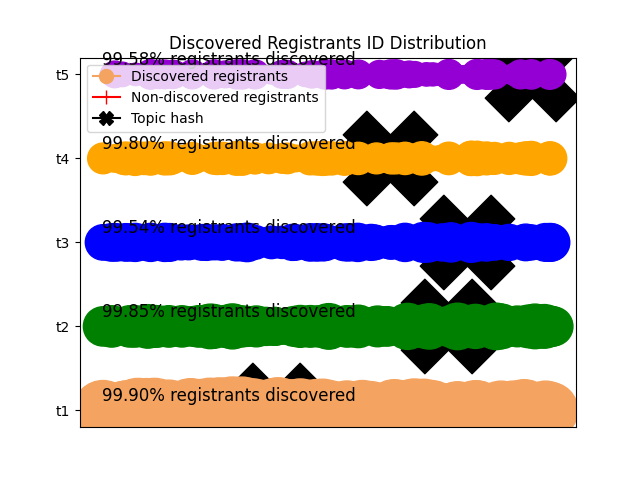 Discovered Registrants ID Distribution
99.58% registrants discovered
t5
Discovered registrants
Non-discovered registrants
Topic hash
99.80% registrants discovered
t4
99.54% registrants discovered
t3
99.85% registrants discovered
t2
99.90% registrants discovered
t1